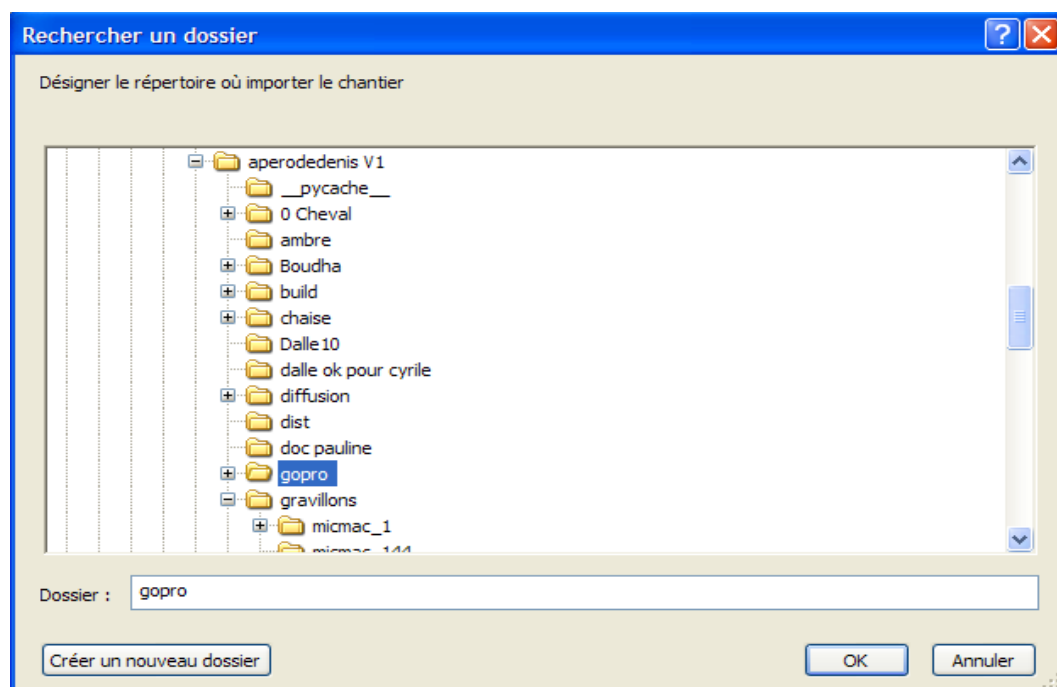 Rechercher un dossier
Désigner le répertoire où importer le chantier
aperodedenis V1
__pycache__
0 Cheval
ambre
Boudha
build
chaise
Dalle10
dalle ok pour cyrile
diffusion
dist
doc pauline
gopro
gravillons
micmac_1
micmac_144
Dossier : gopro
Créer un nouveau dossier OK Annuler